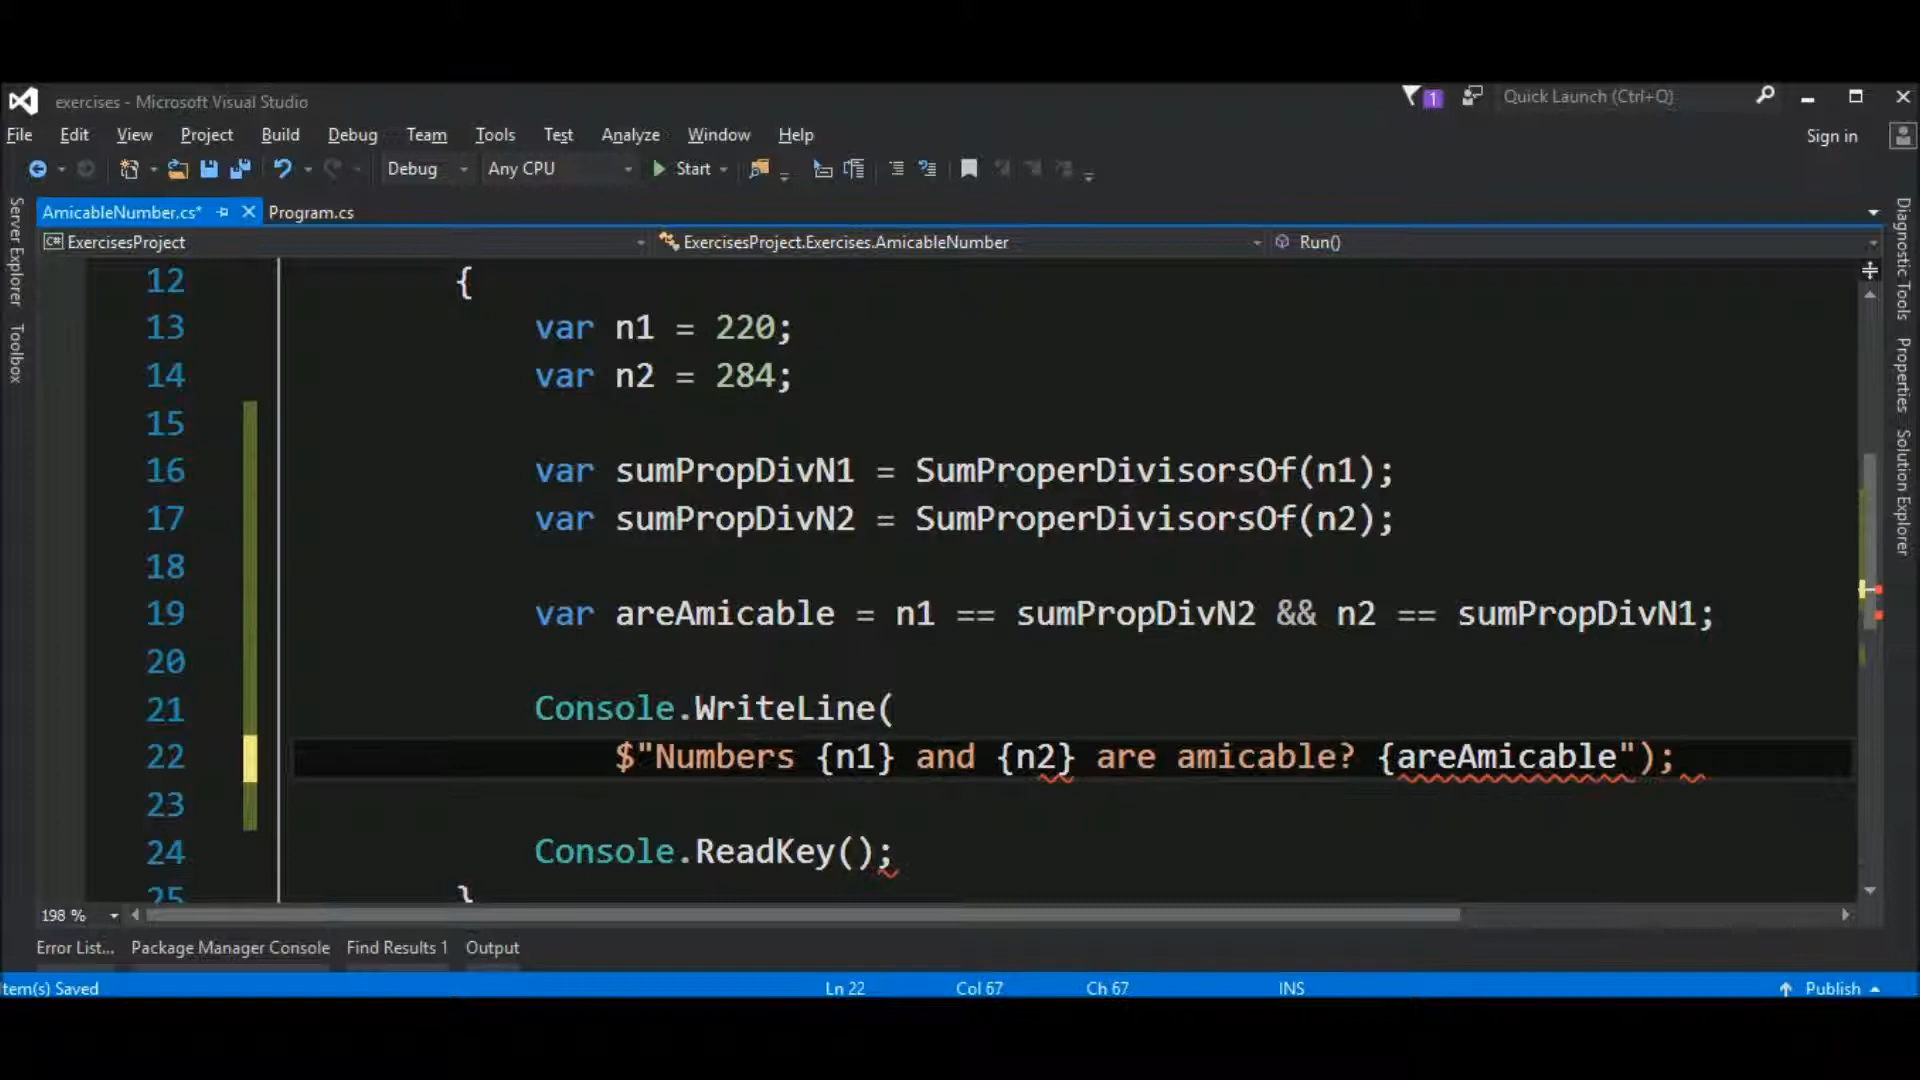 exercises - Microsoft Visual Studio
1
Quick Launch (Ctrl+Q)
File Edit View Project Build Debug Team Tools Test Analyze Window Help
Sign in
Debug Any CPU Start
AmicableNumber.cs* Program.cs
C# ExercisesProject ExercisesProject.Exercises.AmicableNumber Run()
Server Explorer
Toolbox
12 {
13 var n1 = 220;
14 var n2 = 284;
15
16 var sumPropDivN1 = SumProperDivisorsOf(n1);
17 var sumPropDivN2 = SumProperDivisorsOf(n2);
18
19 var areAmicable = n1 == sumPropDivN2 && n2 == sumPropDivN1;
20
21 Console.WriteLine(
22 $"Numbers {n1} and {n2} are amicable? {areAmicable");
23
24 Console.ReadKey();
25 }
Diagnostic Tools
Properties
Solution Explorer
198 %
Error List... Package Manager Console Find Results 1 Output
tem(s) Saved Ln 22 Col 67 Ch 67 INS Publish